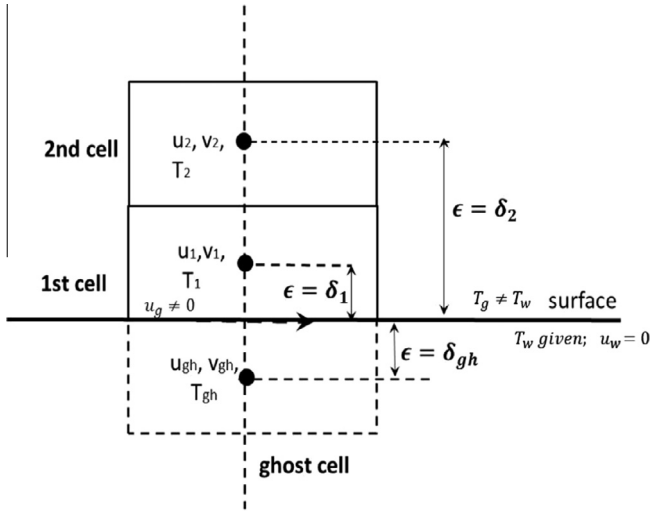 2nd cell
u2, v2,
T2
ϵ = δ2
1st cell
u1,v1,
T1
ϵ = δ1
ug ≠ 0
Tg ≠ Tw surface
Tw given; uw = 0
ugh, vgh,
Tgh
ϵ = δgh
ghost cell